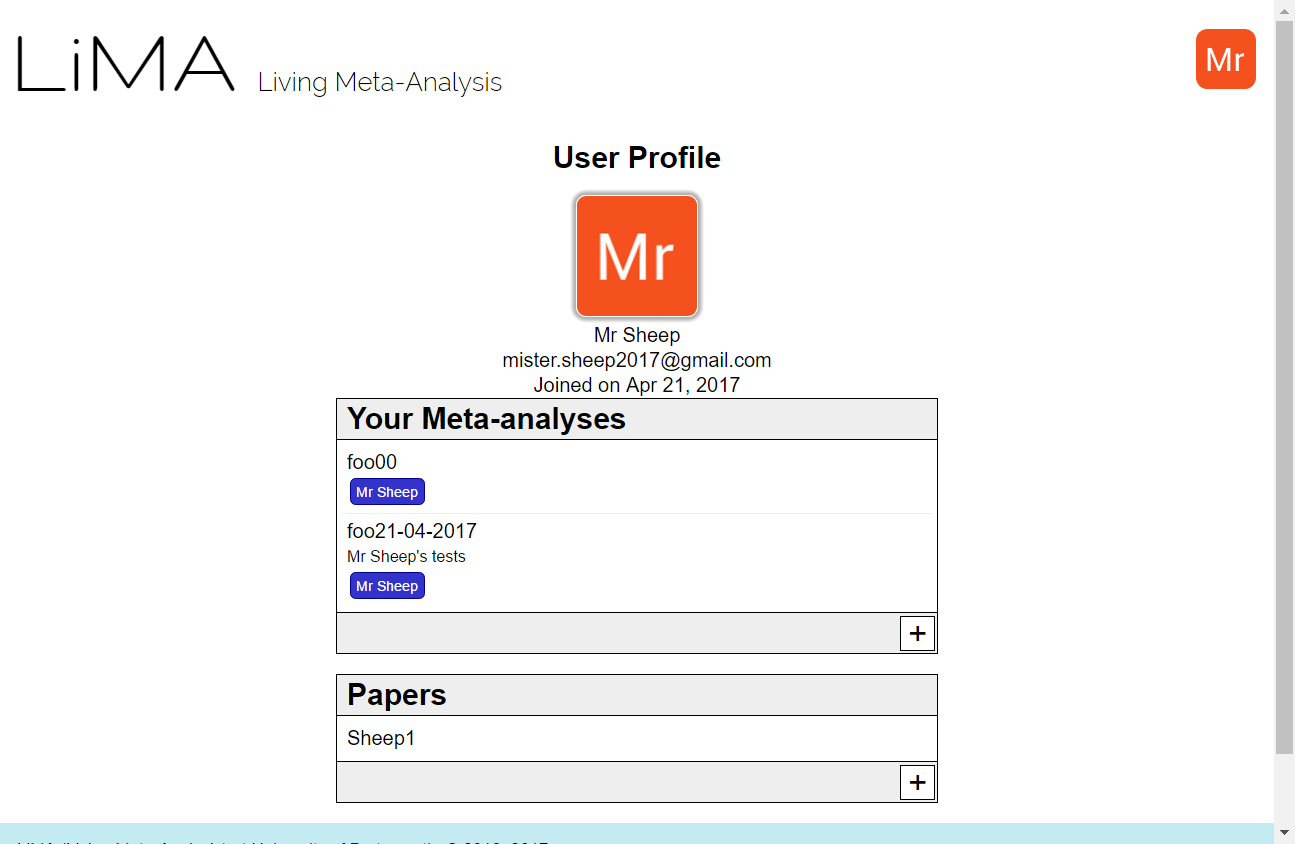 LiMA Living Meta-Analysis
Mr
User Profile
Mr
Mr Sheep
mister.sheep2017@gmail.com
Joined on Apr 21, 2017
Your Meta-analyses
foo00
Mr Sheep
foo21-04-2017
Mr Sheep's tests
Mr Sheep
+
Papers
Sheep1
+